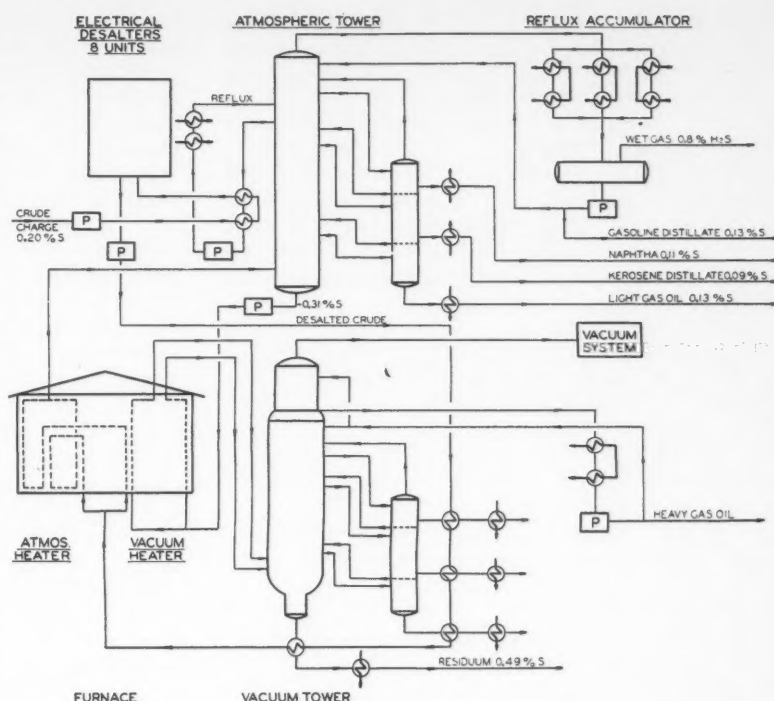 ELECTRICAL
DESALTERS
8 UNITS
ATMOSPHERIC TOWER
REFLUX ACCUMULATOR
REFLUX
WET GAS 0.8% H2S
P
CRUDE
CHARGE
0.20%S
P
P
P
GASOLINE DISTILLATE 0.13%S
NAPHTHA 0.11%S
KEROSENE DISTILLATE 0.09%S
P
0.31%S
LIGHT GAS OIL 0.13%S
DESALTED CRUDE
VACUUM
SYSTEM
P
HEAVY GAS OIL
ATMOS
HEATER
VACUUM
HEATER
RESIDUUM 0.49%S
FURNACE
VACUUM TOWER